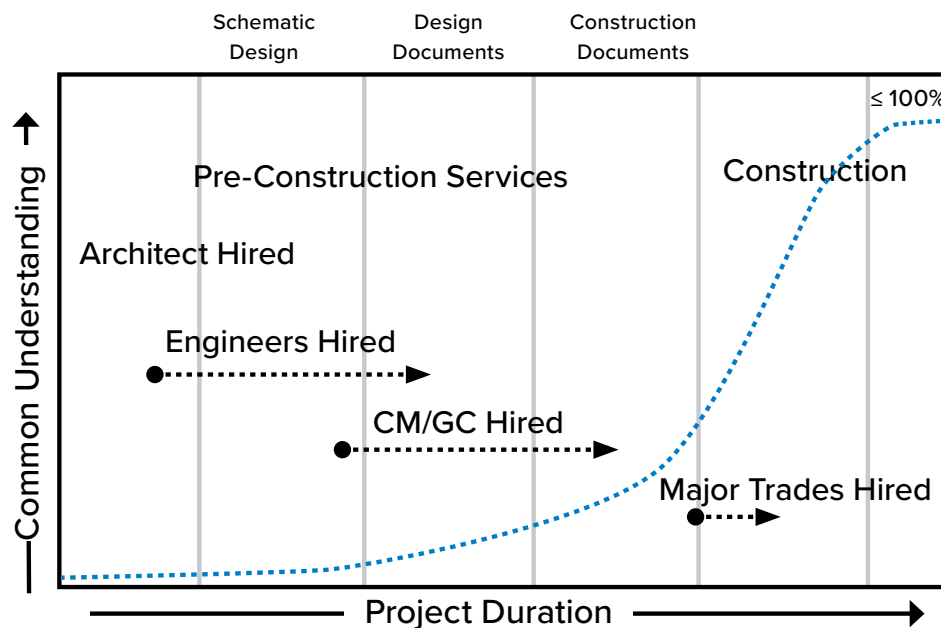 Schematic
Design
Design
Documents
Construction
Documents
≤ 100%
Pre-Construction Services
Construction
Architect Hired
Engineers Hired
CM/GC Hired
Major Trades Hired
Common Understanding
Project Duration